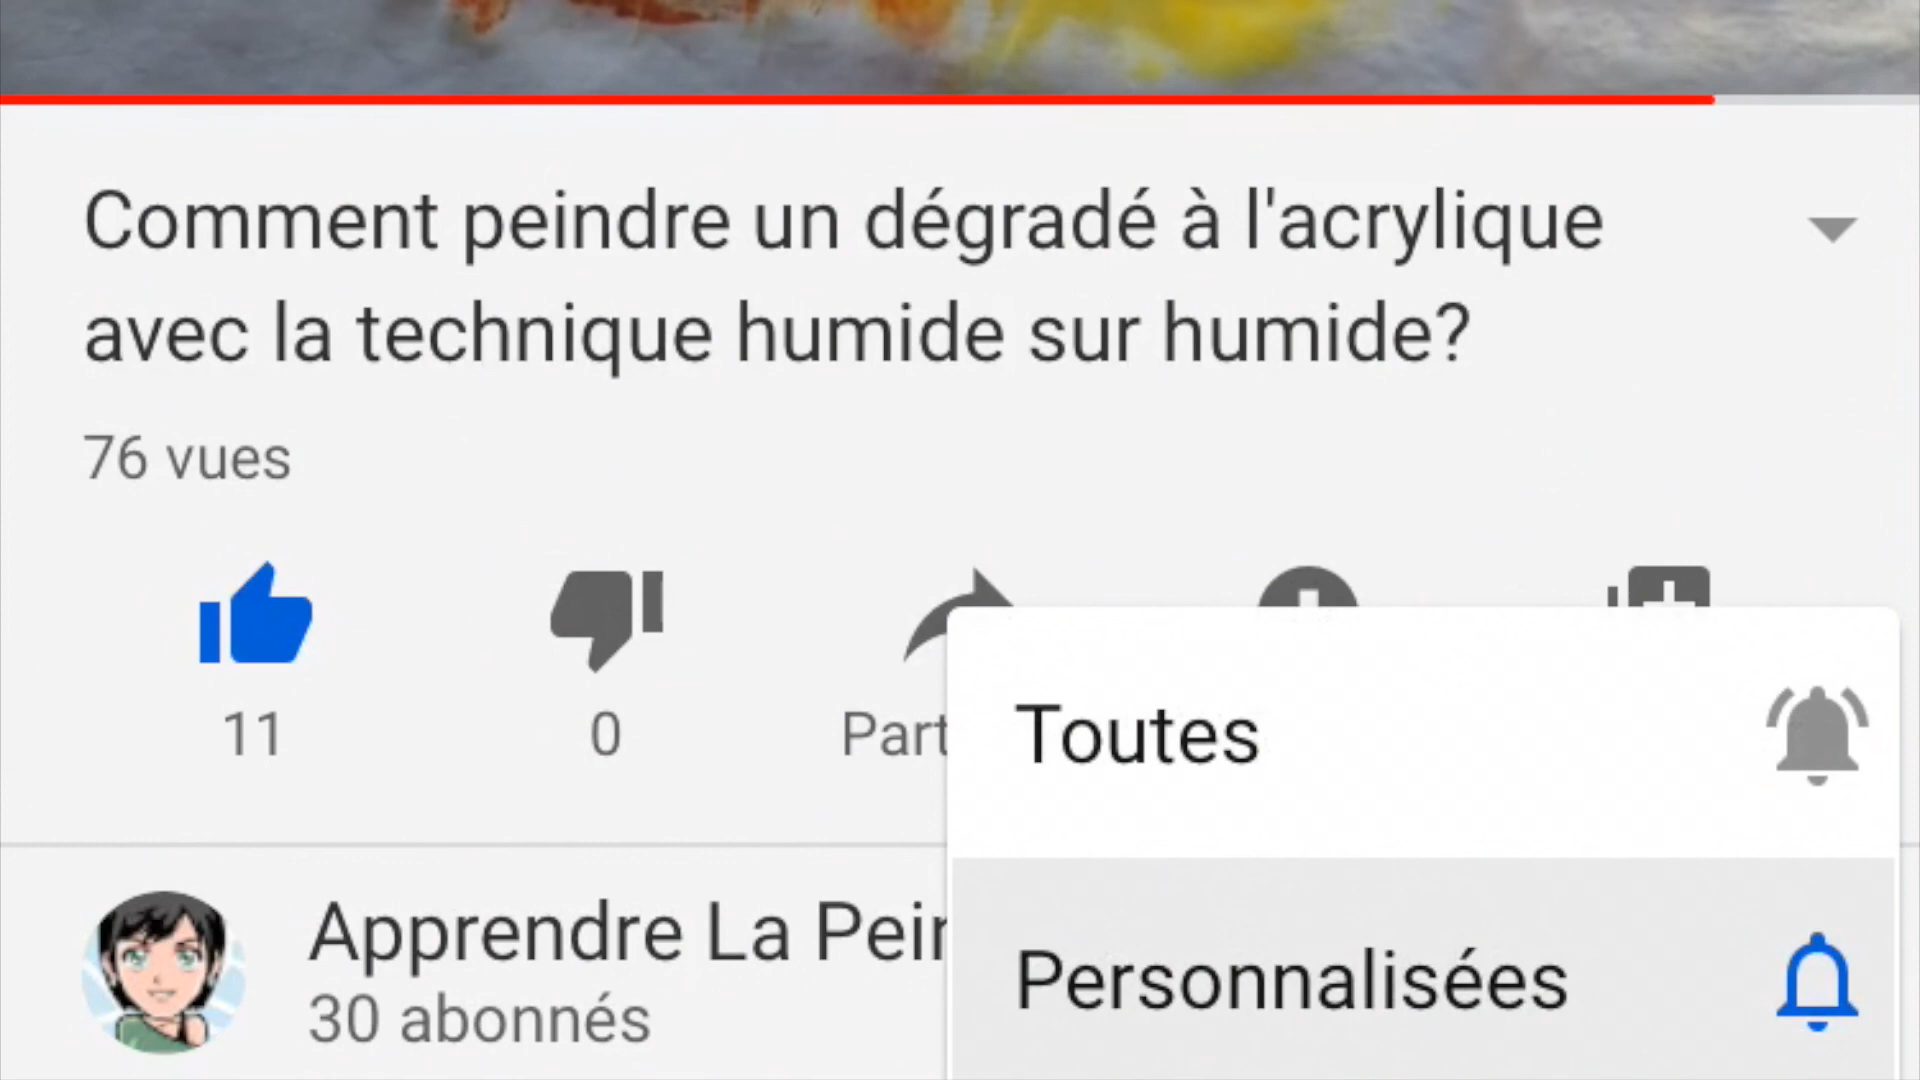 Comment peindre un dégradé à l'acrylique
avec la technique humide sur humide?
76 vues
11
0
Part
Toutes
Apprendre La Pein
30 abonnés
Personnalisées